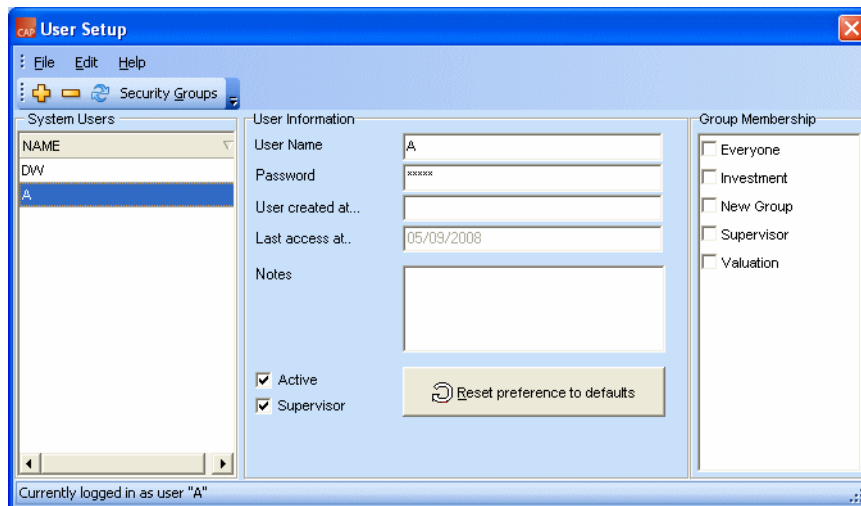 CAP User Setup
File Edit Help
Security Groups
System Users
NAME
DW
A
User Information
User Name A
Password xxxxx
User created at...
Last access at.. 05/09/2008
Notes
Active
Supervisor
Reset preference to defaults
Group Membership
Everyone
Investment
New Group
Supervisor
Valuation
Currently logged in as user "A"